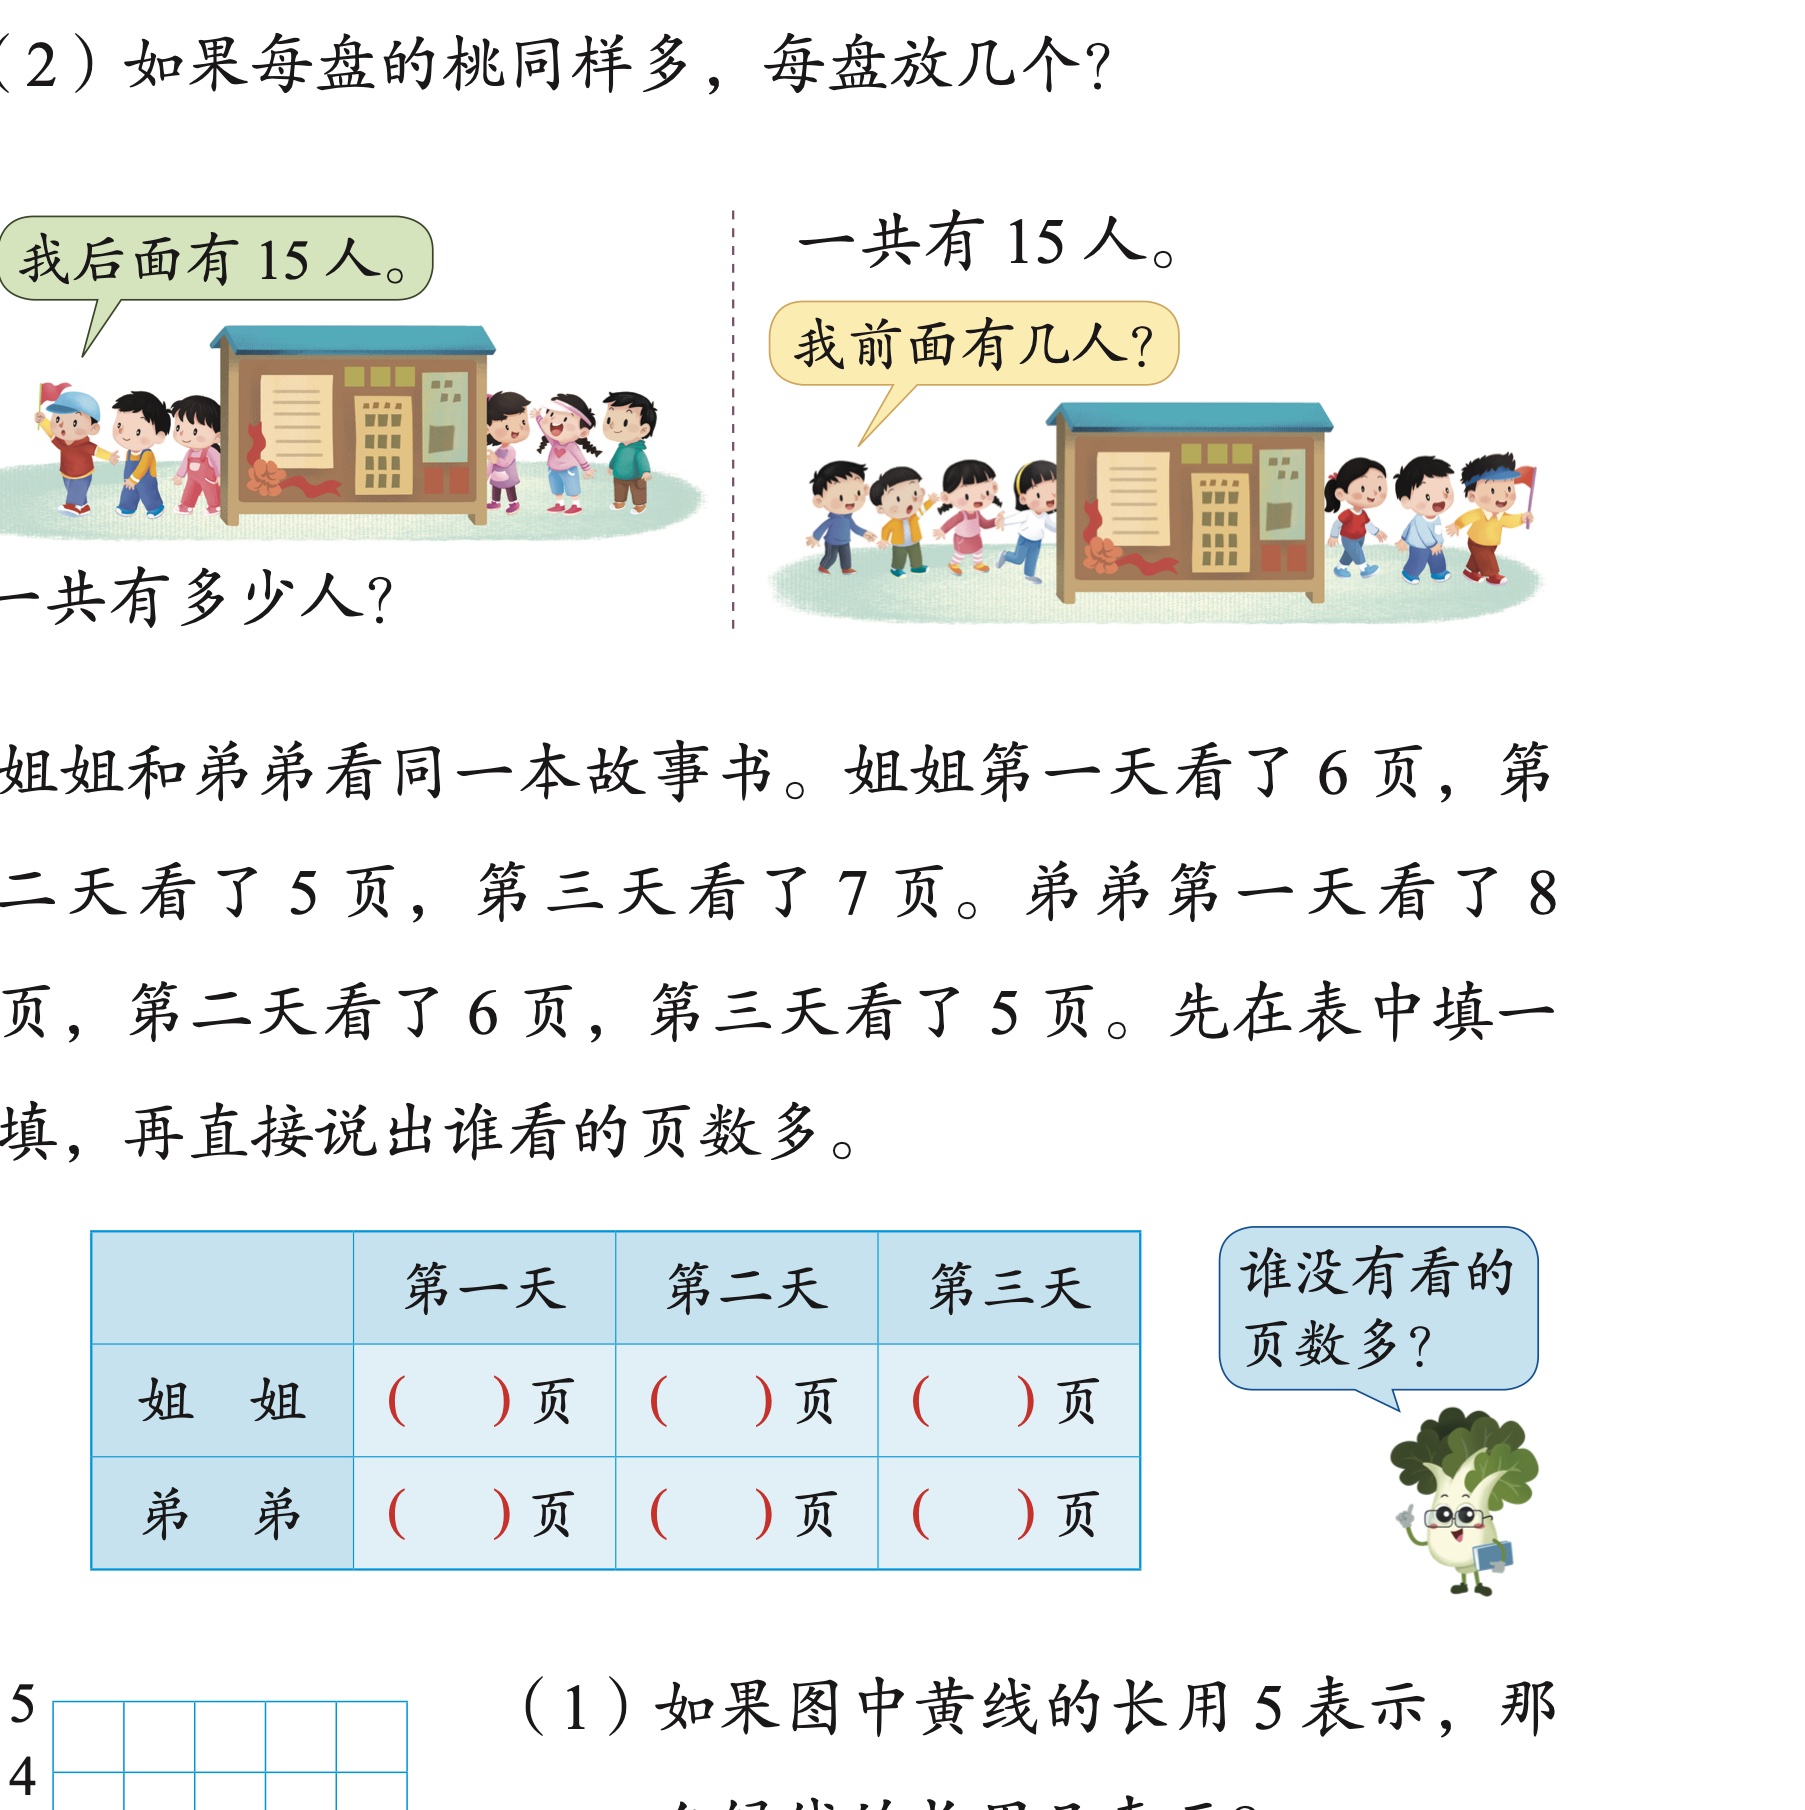 （2）如果每盘的桃同样多，每盘放几个？
我后面有 15 人。
一共有多少人？
一共有 15 人。
我前面有几人？
姐姐和弟弟看同一本故事书。姐姐第一天看了 6 页，第
二天看了 5 页，第三天看了 7 页。弟弟第一天看了 8
页，第二天看了 6 页，第三天看了 5 页。先在表中填一
填，再直接说出谁看的页数多。
第一天 第二天 第三天
姐 姐 （ ）页 （ ）页 （ ）页
弟 弟 （ ）页 （ ）页 （ ）页
谁没有看的
页数多？
5
4
（1）如果图中黄线的长用 5 表示，那